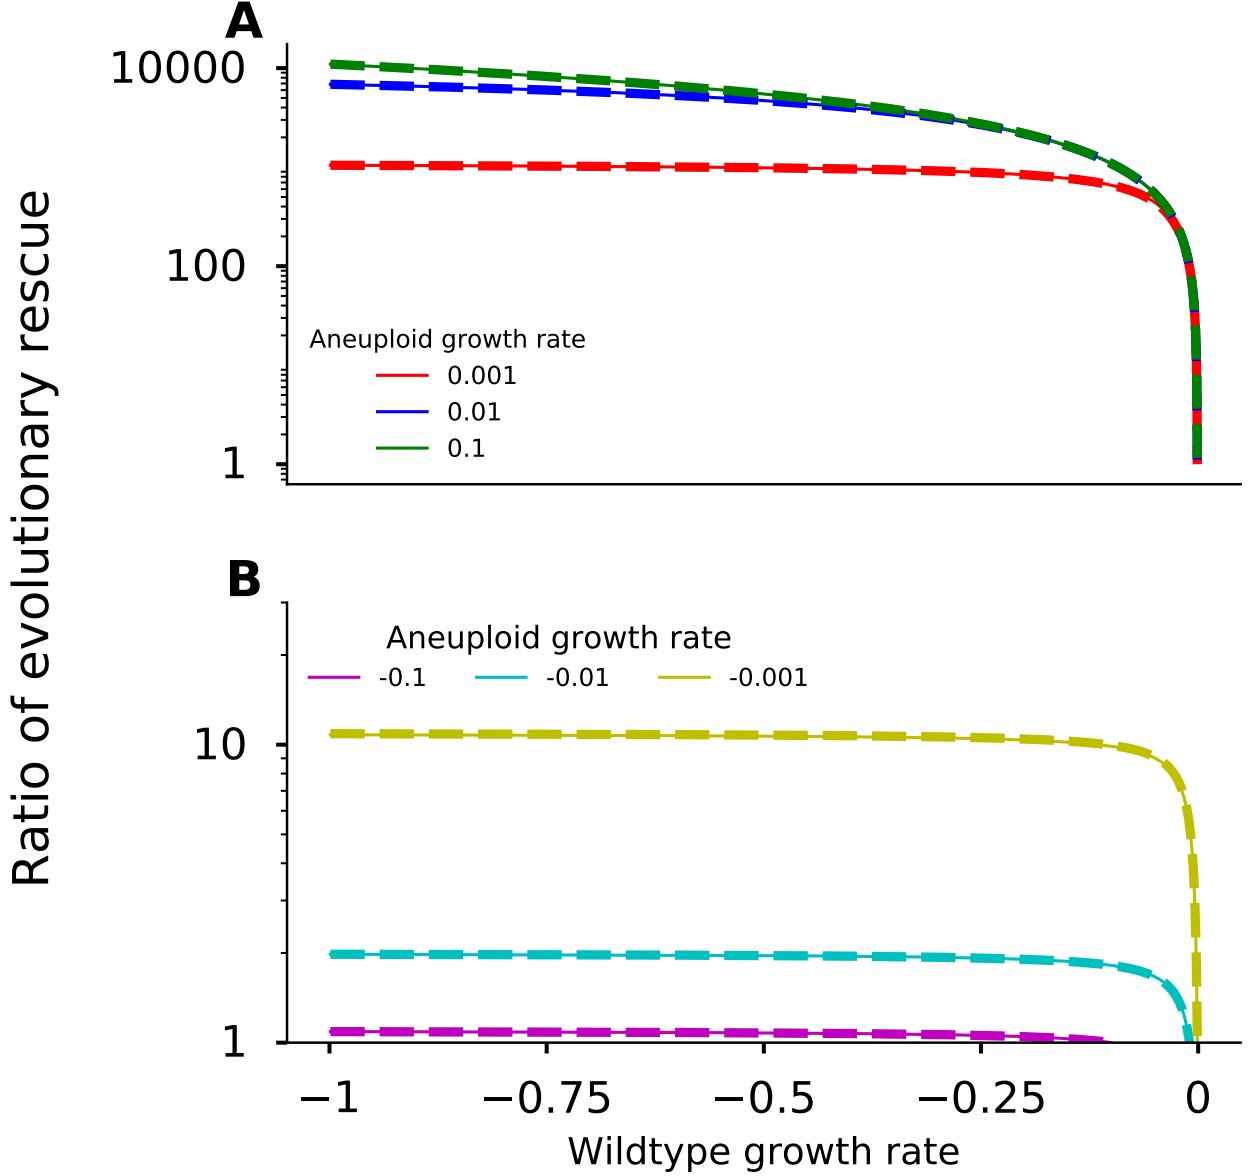 A
10000
100
1
Aneuploid growth rate
0.001
0.01
0.1
Ratio of evolutionary rescue
B
Aneuploid growth rate
-0.1 -0.01 -0.001
10
1
−1 −0.75 −0.5 −0.25 0
Wildtype growth rate